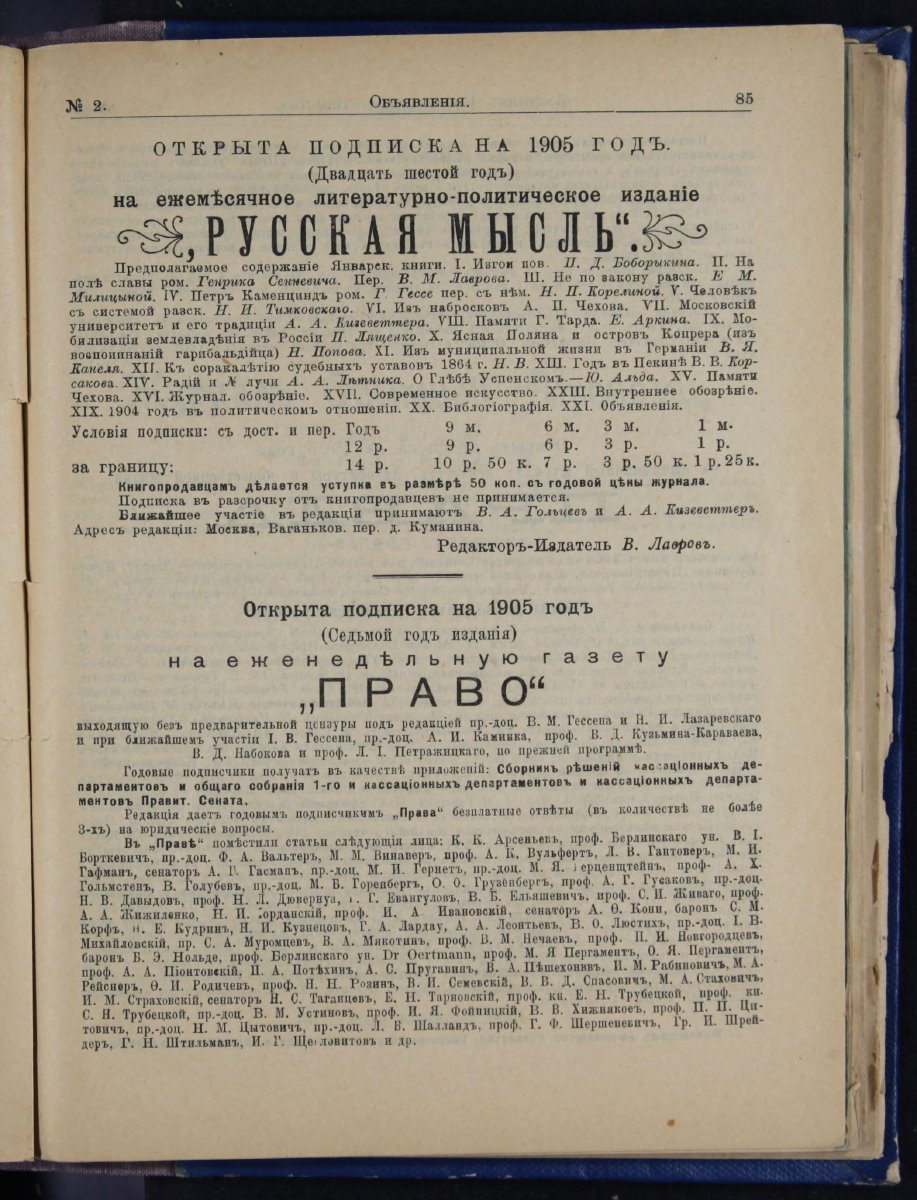 № 2.
Объявленія.
85
ОТКРЫТА ПОДПИСКА НА 1905 ГОДЪ.
(Двадцать шестой годъ)
на ежемѣсячное литературно-политическое изданіе
„РУССКАЯ МЫСЛЬ“.
Предполагаемое содержаніе Январск. книги. I. Изгои пов. П. Д. Боборыкина. II. На
полѣ славы ром. Генрика Сенкевича. Пер. В. М. Лаврова. III. Не по закону разск. Е М.
Милицыной. IV. Петръ Каменциндъ ром. Г. Гессе пер. съ нѣм. Н. П. Корелиной. V. Человѣкъ
съ системой разск. Н. И. Тимковскаго. VI. Изъ набросковъ А. П. Чехова. VII. Московскій
университетъ и его традиціи А. А. Кизеветтера. VIII. Памяти Г. Тарда. Е. Аркина. IX. Мо-
билизація землевладѣнія въ Россіи П. Лященко. X. Ясная Поляна и островъ Копрера (изъ
воспоминаній гарибальдійца) Н. Попова. XI. Изъ муниципальной жизни въ Германіи В. Я.
Канеля. XII. Къ соракалѣтію судебныхъ уставовъ 1864 г. Н. В. XIII. Годъ въ Пекинѣ В. В. Кор-
сакова. XIV. Радій и N лучи А. А. Лѣтника. О Глѣбѣ Успенскомъ.—Ю. Альда. XV. Памяти
Чехова. XVI. Журнал. обозрѣніе. XVII. Современное искусство. XXIII. Внутреннее обозрѣніе.
XIX. 1904 годъ въ политическомъ отношеніи. XX. Библогіографія. XXI. Объявленія.
Условія подписки: съ дост. и пер. Годъ 9 м. 6 м. 3 м. 1 м.
12 р. 9 р. 6 р. 3 р. 1 р.
за границу: 14 р. 10 р. 50 к. 7 р. 3 р. 50 к. 1 р. 25 к.
Книгопродавцамъ дѣлается уступка въ размѣрѣ 50 коп. съ годовой цѣны журнала.
Подписка въ разсрочку отъ книгопродавцевъ не принимается.
Ближайшее участіе въ редакціи принимаютъ В. А. Гольцевъ и А. А. Кизеветтеръ.
Адресъ редакціи: Москва, Ваганьков. пер. д. Куманина.
Редакторъ-Издатель В. Лавровъ.
Открыта подписка на 1905 годъ
(Седьмой годъ изданія)
на еженедѣльную газету
„ПРАВО“
выходящую безъ предварительной цензуры подъ редакціей пр.-доц. В. М. Гессена и Н. И. Лазаревскаго
и при ближайшемъ участіи І. В. Гессена, пр.-доц. А. И. Каминка, проф. В. Д. Кузьмина-Караваева,
В. Д. Набокова и проф. Л. І. Петражицкаго, по прежней программѣ.
Годовые подписчики получатъ въ качествѣ приложеній: Сборникъ рѣшеній кассаціонныхъ де-
партаментовъ и общаго собранія 1-го и кассаціонныхъ департаментовъ и кассаціонныхъ департа-
ментовъ Правит. Сената.
Редакція даетъ годовымъ подписчикамъ „Права“ безплатные отвѣты (въ количествѣ не болѣе
3-хъ) на юридическіе вопросы.
Въ „Правѣ“ помѣстили статьи слѣдующія лица: К. К. Арсеньевъ, проф. Берлинскаго ун. В. І.
Борткевичъ, пр.-доц. Ф. А. Вальтеръ, М. М. Винаверъ, проф. А. К. Вульфертъ, Л. В. Гантоверъ, М. И.
Гафманъ, сенаторъ А. Г. Гасманъ, пр.-доц. М. И. Гернетъ, пр.-доц. М. Я. Герценштейнъ, проф. А. Х.
Гольмстенъ, В. Голубевъ, пр.-доц. М. Б. Горенбергъ, О. О. Грузенбергъ, проф. А. Г. Гусаковъ, пр.-доц.
Н. В. Давыдовъ, проф. Н. Л. Дювернуа, Г. Евангуловъ, В. Б. Ельяшевичъ, проф. С. И. Живаго, проф.
А. А. Жижиленко, Н. И. Іорданскій, проф. И. А Ивановскій, сенаторъ А. Ѳ. Кони, баронъ С. М.
Корфъ, Н. Е. Кудринъ, Н. И. Кузнецовъ, Г. А. Лардау, А. А. Леонтьевъ, В. О. Люстихъ, пр.-доц. І. В.
Михайловскій, пр. С. А. Муромцевъ, В. А. Мякотинъ, проф. В. М. Нечаевъ, проф. П. И. Новгородцевъ,
баронъ Б. Э. Нольде, проф. Берлинскаго ун. Dr Oertmann, проф. М. Я Пергаментъ, О. Я. Пергаментъ,
проф. А. А. Піонтовскій, П. А. Потѣхинъ, А. С. Пругавинъ, В. А. Пѣшехонивъ, И. М. Рабиновичъ, М. А.
Рейснеръ, Ѳ. И. Родичевъ, проф. Н. Н. Розинъ, В. И. Семевскій, В. В. Д. Спасовичъ, М. А. Стаховичъ,
И. М. Страховскій, сенаторъ Н. С. Таганцевъ, Е. Н. Тарновскій, проф. кн. Е. Н. Трубецкой, проф. кн.
С. Н. Трубецкой, пр.-доц. В. М. Устиновъ, проф. И. Я. Фойницкій, В. В. Хижнякоеъ, проф. П. П. Ци-
товичъ, пр.-доц. Н. М. Цытовичъ, пр.-доц. Л. В. Шалландъ, проф. Г. Ф. Шершеневичъ, Гр. И. Шрей-
деръ, Г. Н. Штильманъ, И. Г. Щегловитовъ и др.